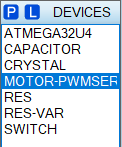 P L DEVICES
ATMEGA32U4
CAPACITOR
CRYSTAL
MOTOR-PWMSER
RES
RES-VAR
SWITCH